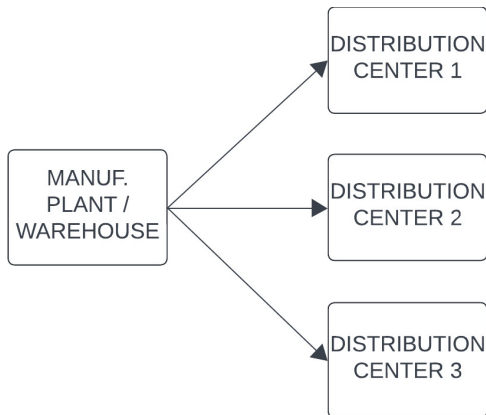 DISTRIBUTION
CENTER 1
MANUF.
PLANT /
WAREHOUSE
DISTRIBUTION
CENTER 2
DISTRIBUTION
CENTER 3